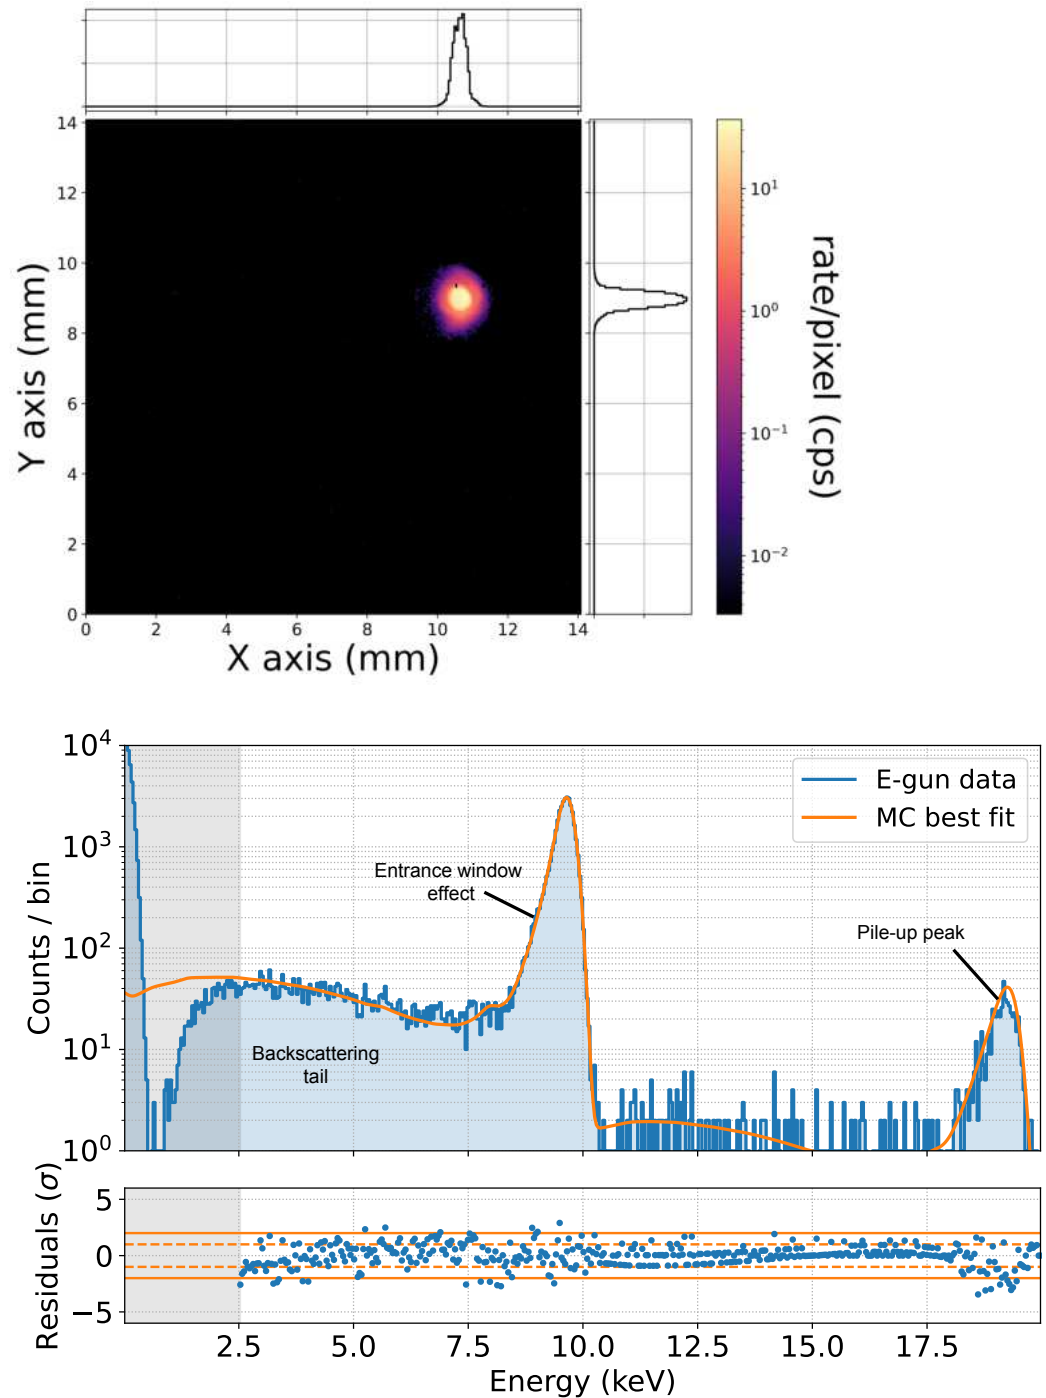 14
12
10
8
6
4
2
0
Y axis (mm)
0 2 4 6 8 10 12 14
X axis (mm)
10¹
10⁰
10⁻¹
10⁻²
rate/pixel (cps)
10⁴
10³
10²
10¹
10⁰
Counts / bin
E-gun data
MC best fit
Entrance window
effect
Pile-up peak
Backscattering
tail
5
0
−5
Residuals (σ)
2.5 5.0 7.5 10.0 12.5 15.0 17.5
Energy (keV)